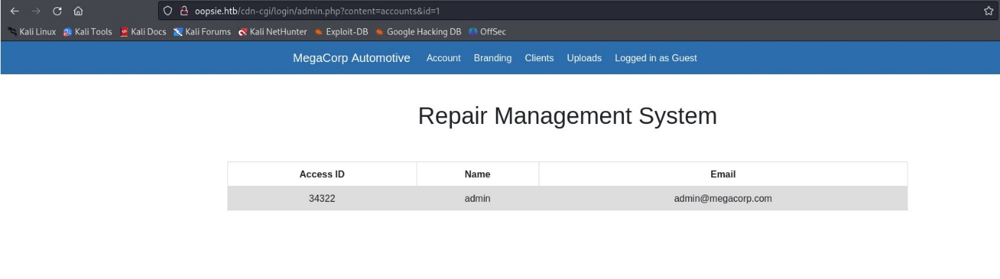 oopsie.htb/cdn-cgi/login/admin.php?content=accounts&id=1
Kali Linux Kali Tools Kali Docs Kali Forums Kali NetHunter Exploit-DB Google Hacking DB OffSec
MegaCorp Automotive Account Branding Clients Uploads Logged in as Guest
Repair Management System
Access ID Name Email
34322 admin admin@megacorp.com